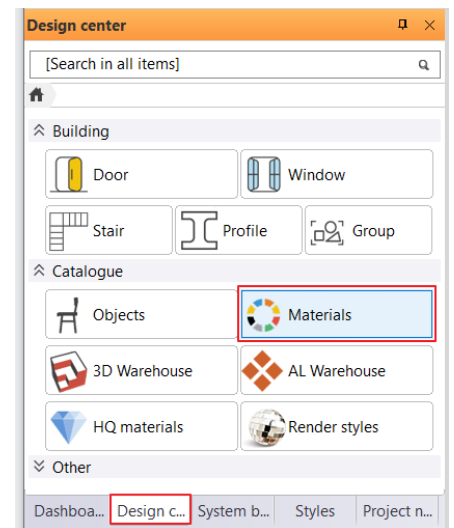 Design center
[Search in all items]
Building
Door Window
Stair Profile Group
Catalogue
Objects Materials
3D Warehouse AL Warehouse
HQ materials Render styles
Other
Dashboa... Design c... System b... Styles Project n...